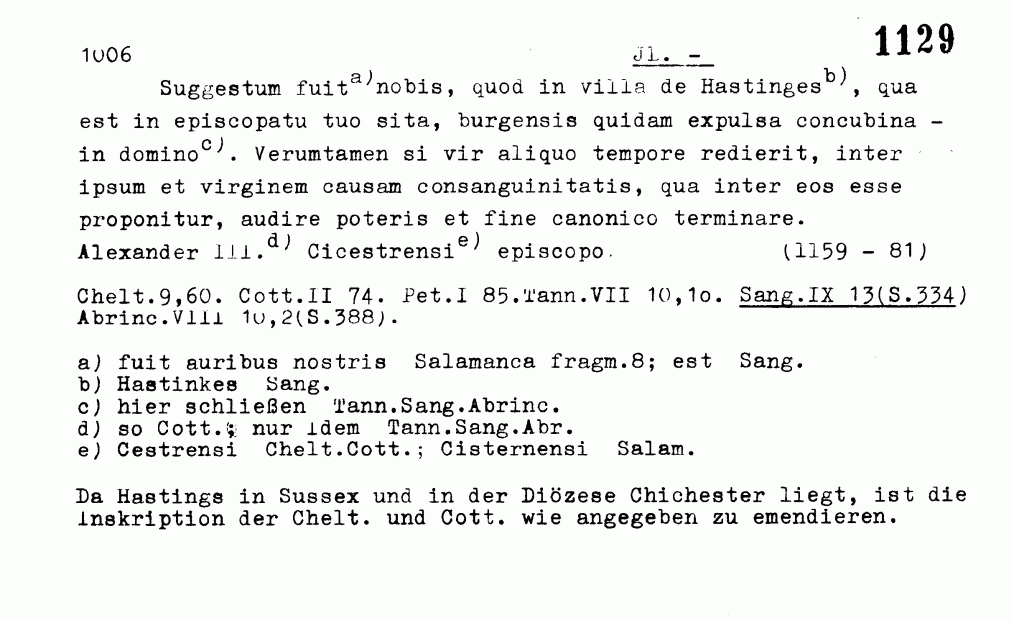 1006 Jl. - 1129
Suggestum fuit a) nobis, quod in villa de Hastinges b), qua
est in episcopatu tuo sita, burgensis quidam expulsa concubina -
in domino c). Verumtamen si vir aliquo tempore redierit, inter
ipsum et virginem causam consanguinitatis, qua inter eos esse
proponitur, audire poteris et fine canonico terminare.
Alexander III. d) Cicestrensi e) episcopo. (1159 - 81)
Chelt.9,60. Cott.II 74. Pet.I 85.Tann.VII 10,10. Sang.IX 13(S.334)
Abrinc.VIII 10,2(S.388).
a) fuit auribus nostris Salamanca fragm.8; est Sang.
b) Hastinkes Sang.
c) hier schließen Tann.Sang.Abrinc.
d) so Cott.; nur Idem Tann.Sang.Abr.
e) Cestrensi Chelt.Cott.; Cisternensi Salam.
Da Hastings in Sussex und in der Diözese Chichester liegt, ist die
Inskription der Chelt. und Cott. wie angegeben zu emendieren.